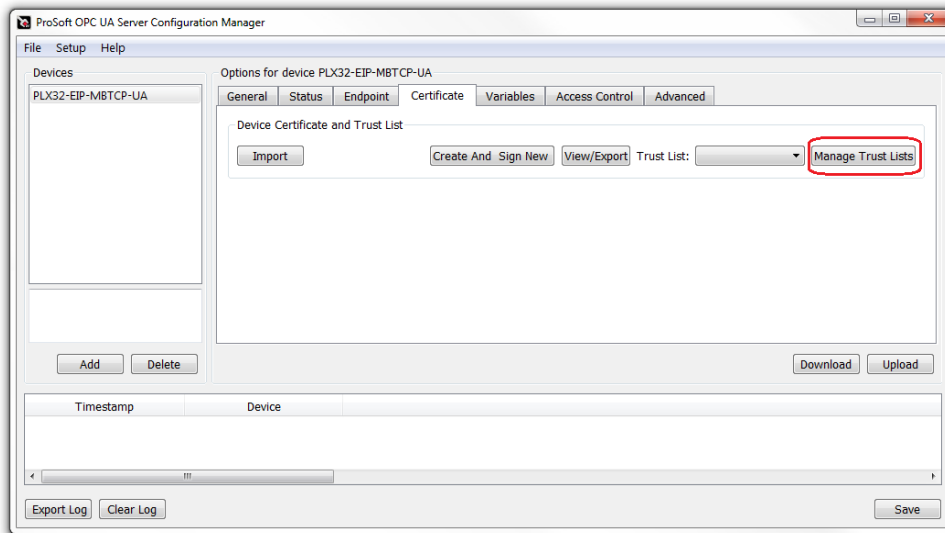 ProSoft OPC UA Server Configuration Manager
File Setup Help
Devices
PLX32-EIP-MBTCP-UA
Add Delete
Options for device PLX32-EIP-MBTCP-UA
General Status Endpoint Certificate Variables Access Control Advanced
Device Certificate and Trust List
Import Create And Sign New View/Export Trust List: Manage Trust Lists
Download Upload
Timestamp Device
Export Log Clear Log Save